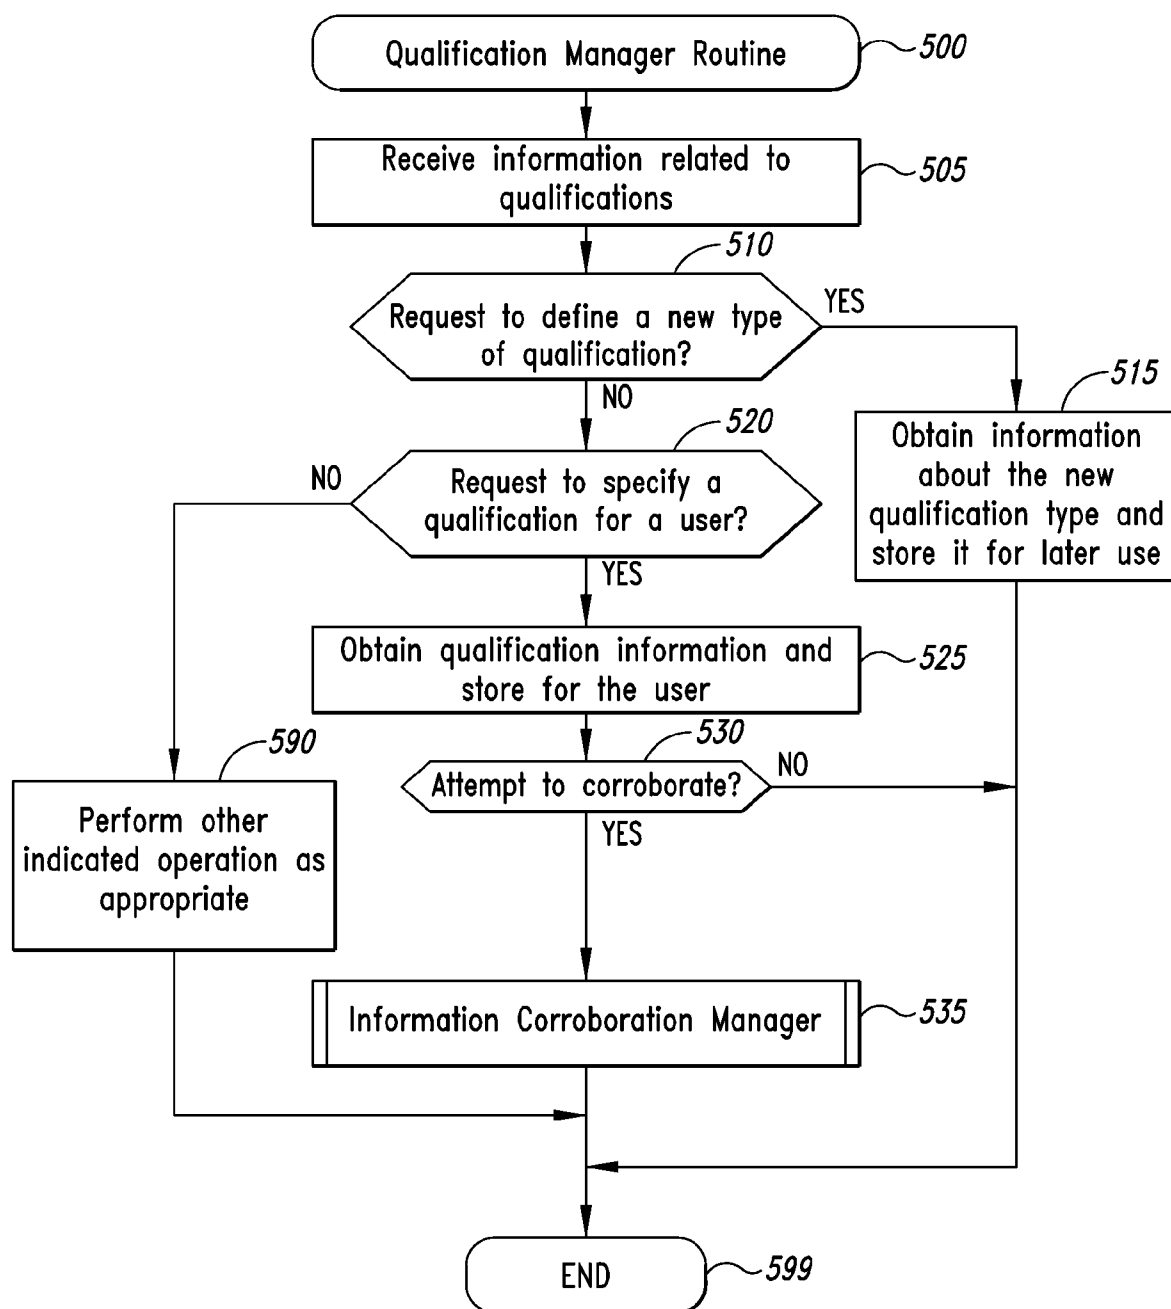 Qualification Manager Routine
500
Receive information related to
qualifications
505
510
Request to define a new type
of qualification?
YES
NO
515
Obtain information
about the new
qualification type and
store it for later use
520
Request to specify a
qualification for a user?
NO
YES
Obtain qualification information and
store for the user
525
530
Attempt to corroborate?
NO
YES
590
Perform other
indicated operation as
appropriate
Information Corroboration Manager
535
END
599